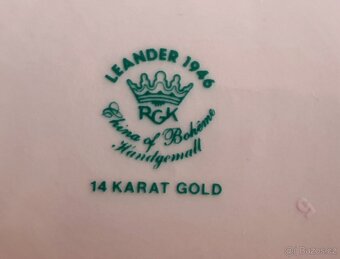 LEANDER 1946
RGK
China of Bohême
Handgemalt
14 KARAT GOLD